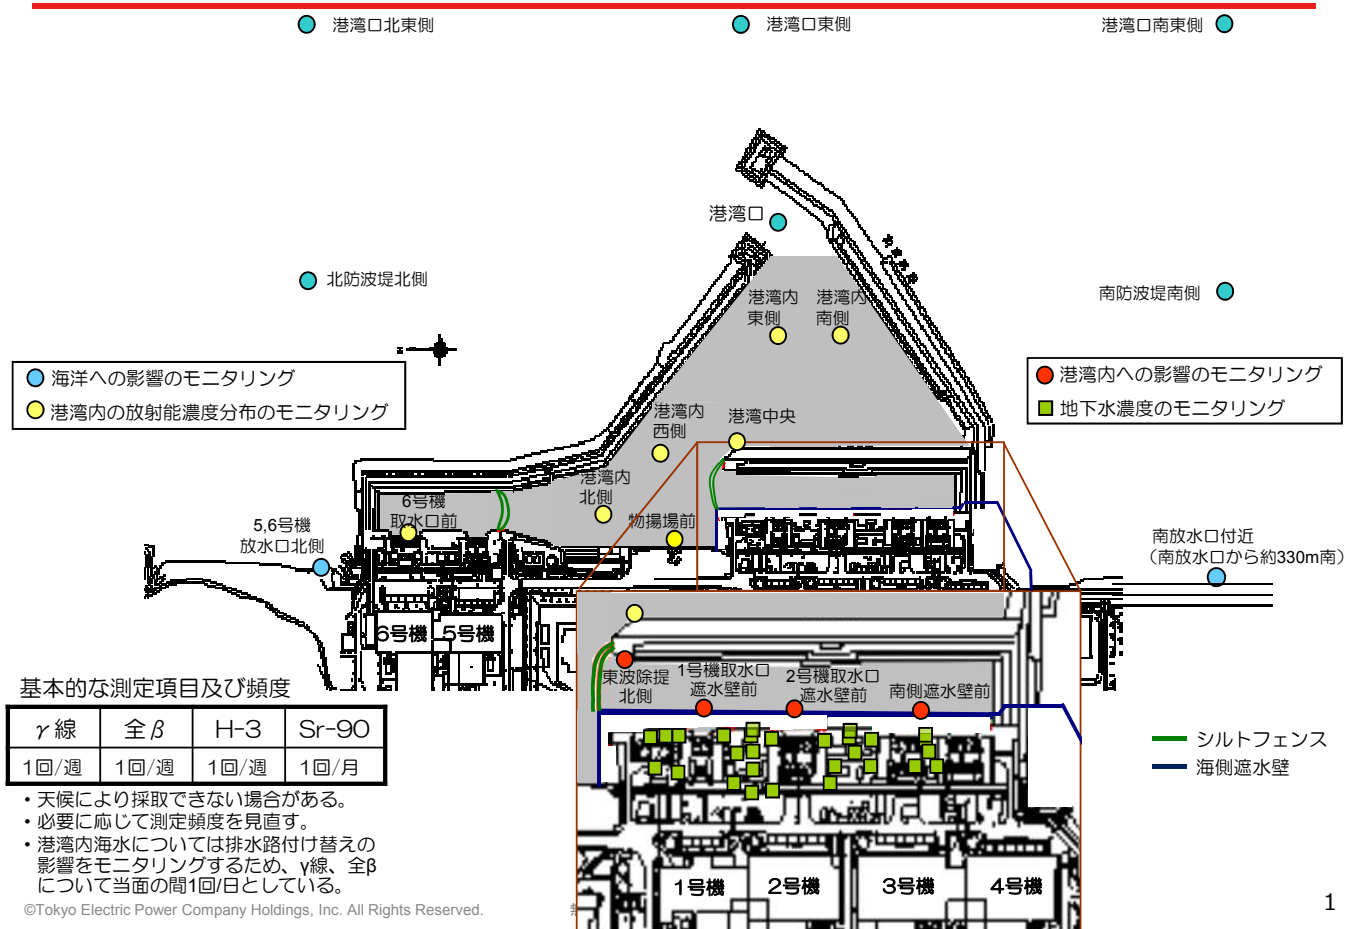 港湾口北東側
港湾口東側
港湾口南東側
港湾口
北防波堤北側
南防波堤南側
港湾内
東側
港湾内
南側
海洋への影響のモニタリング
港湾内の放射能濃度分布のモニタリング
港湾内への影響のモニタリング
地下水濃度のモニタリング
港湾内
西側
港湾中央
港湾内
北側
6号機
取水口前
物揚場前
5,6号機
放水口北側
南放水口付近
（南放水口から約330m南）
6号機
5号機
東波除堤
北側
1号機取水口
遮水壁前
2号機取水口
遮水壁前
南側遮水壁前
シルトフェンス
海側遮水壁
基本的な測定項目及び頻度
γ線 全β H-3 Sr-90
1回/週 1回/週 1回/週 1回/月
・天候により採取できない場合がある。
・必要に応じて測定頻度を見直す。
・港湾内海水については排水路付け替えの
影響をモニタリングするため、γ線、全β
について当面の間1回/日としている。
1号機
2号機
3号機
4号機
©Tokyo Electric Power Company Holdings, Inc. All Rights Reserved.
1